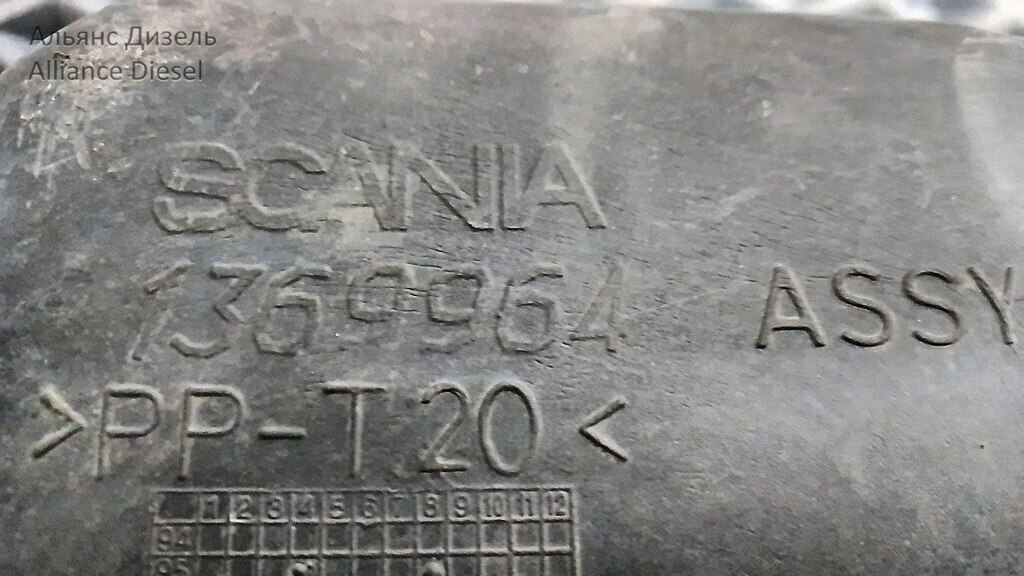 Альянс Дизель
Alliance Diesel
SCANIA
1369964 ASSY
>PP-T20<
1 2 3 4 5 6 7 8 9 10 11 12
94
95